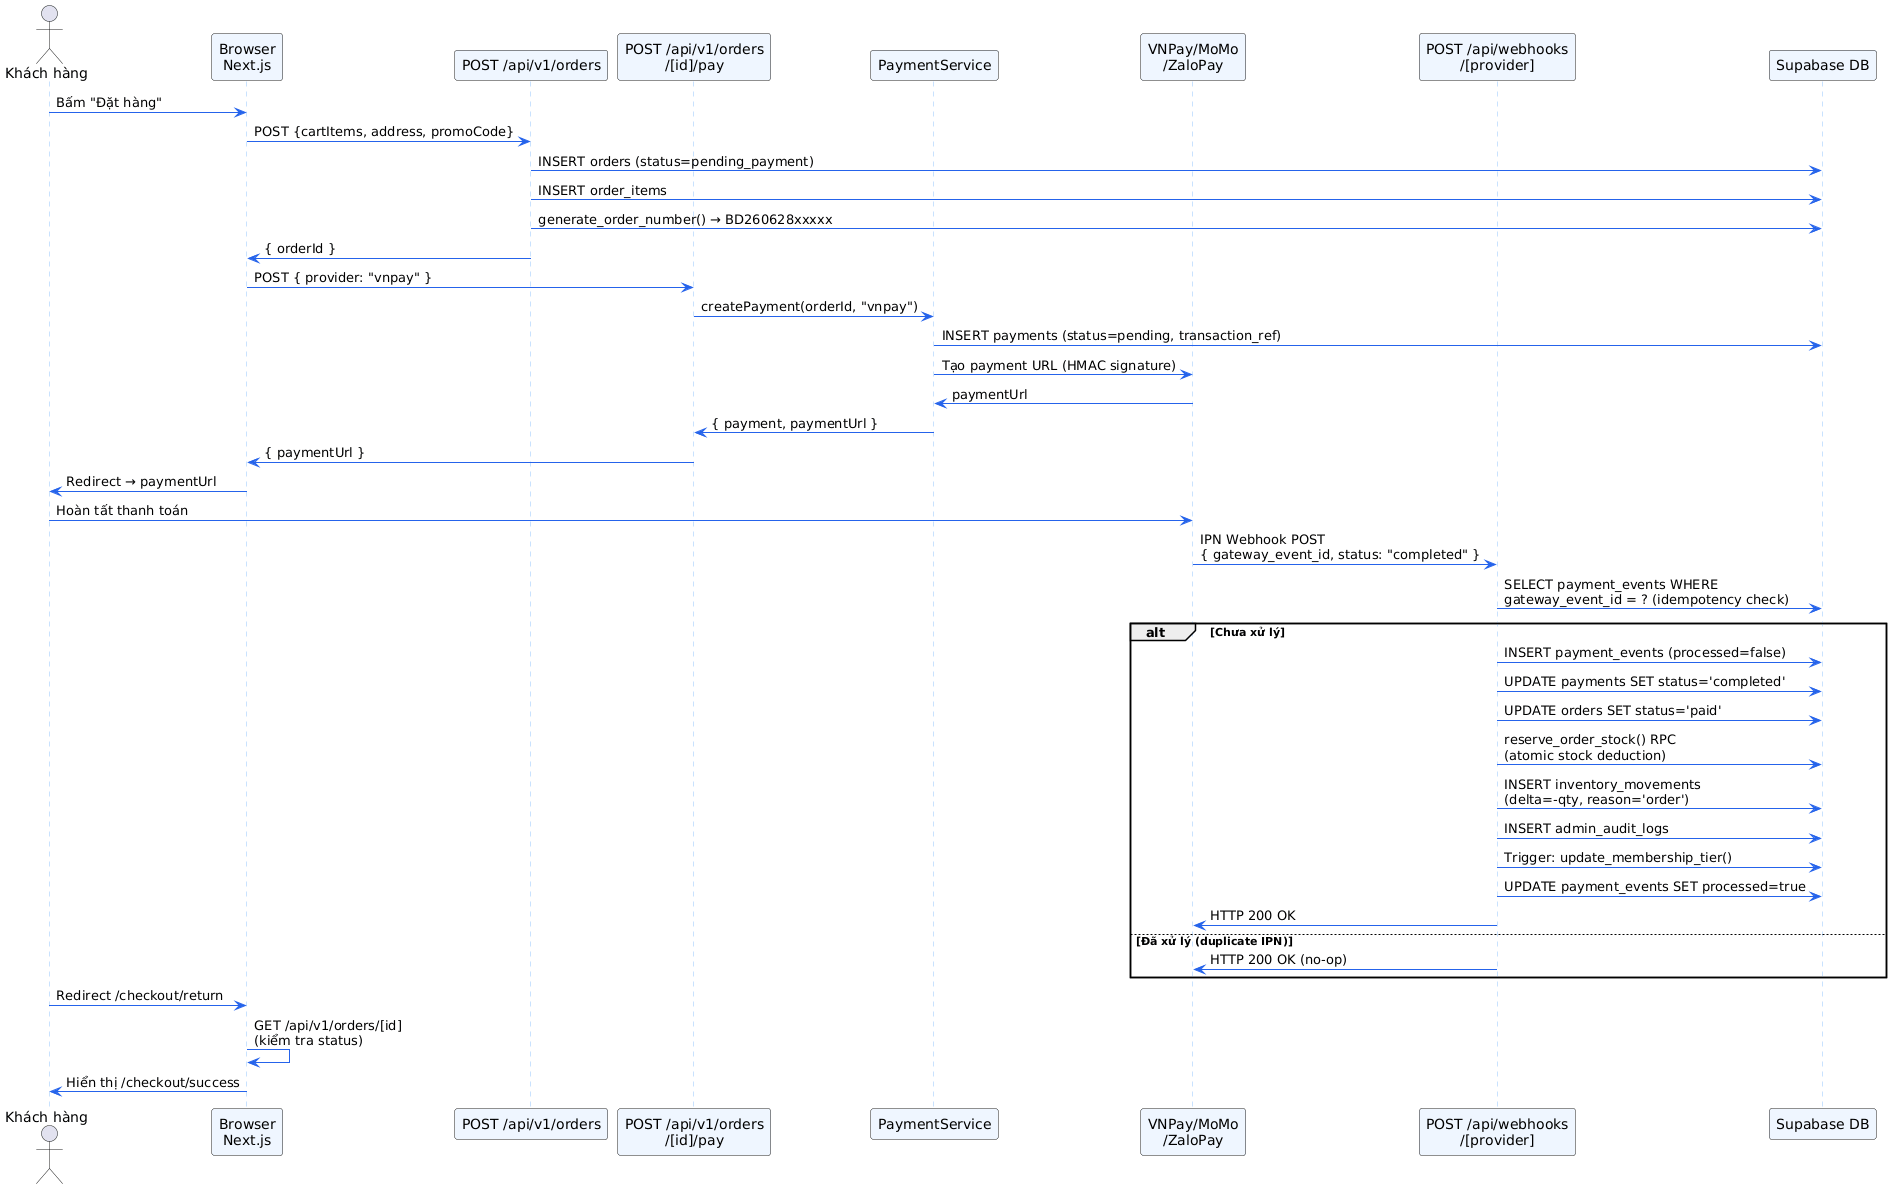 Khách hàng
Browser
Next.js
POST /api/v1/orders
POST /api/v1/orders
/[id]/pay
PaymentService
VNPay/MoMo
/ZaloPay
POST /api/webhooks
/[provider]
Supabase DB
Bấm "Đặt hàng"
POST {cartItems, address, promoCode}
INSERT orders (status=pending_payment)
INSERT order_items
generate_order_number() → BD260628xxxxx
{ orderId }
POST { provider: "vnpay" }
createPayment(orderId, "vnpay")
INSERT payments (status=pending, transaction_ref)
Tạo payment URL (HMAC signature)
paymentUrl
{ payment, paymentUrl }
{ paymentUrl }
Redirect → paymentUrl
Hoàn tất thanh toán
IPN Webhook POST
{ gateway_event_id, status: "completed" }
SELECT payment_events WHERE
gateway_event_id = ? (idempotency check)
alt [Chưa xử lý]
INSERT payment_events (processed=false)
UPDATE payments SET status='completed'
UPDATE orders SET status='paid'
reserve_order_stock() RPC
(atomic stock deduction)
INSERT inventory_movements
(delta=-qty, reason='order')
INSERT admin_audit_logs
Trigger: update_membership_tier()
UPDATE payment_events SET processed=true
HTTP 200 OK
[Đã xử lý (duplicate IPN)]
HTTP 200 OK (no-op)
Redirect /checkout/return
GET /api/v1/orders/[id]
(kiểm tra status)
Hiển thị /checkout/success
Khách hàng
Browser
Next.js
POST /api/v1/orders
POST /api/v1/orders
/[id]/pay
PaymentService
VNPay/MoMo
/ZaloPay
POST /api/webhooks
/[provider]
Supabase DB